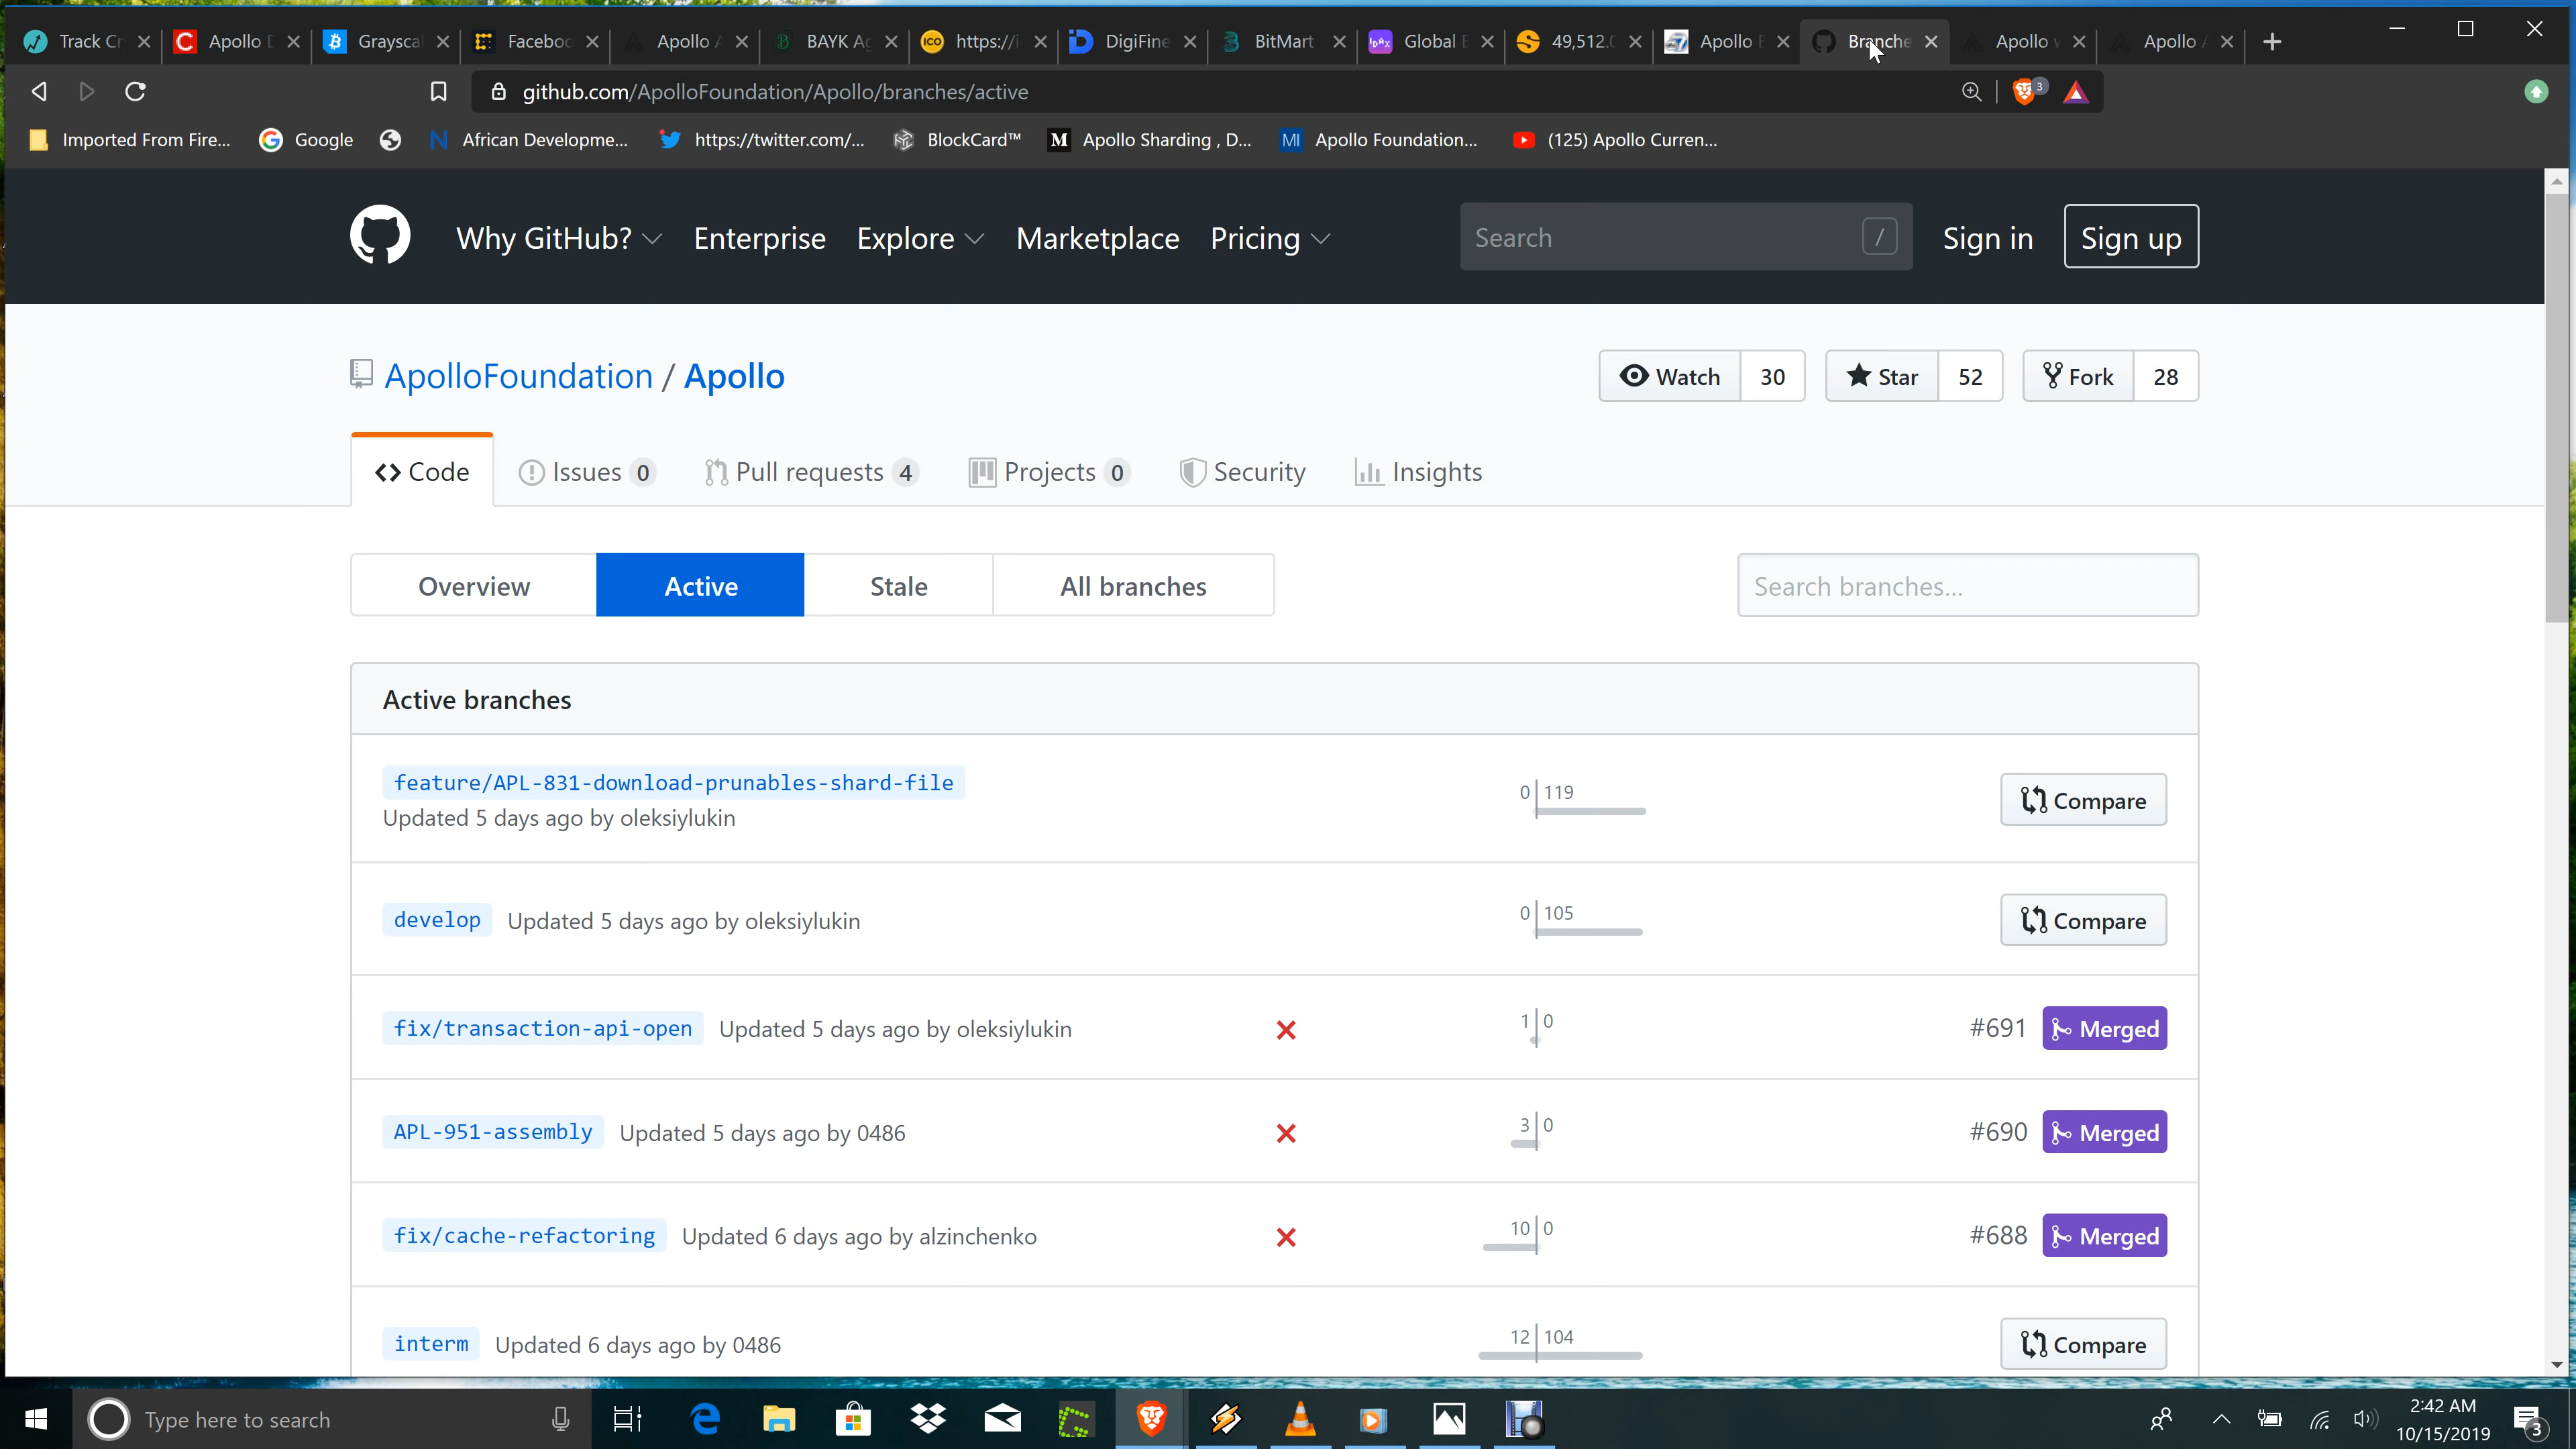 Track Cr Apollo D Grayscal Faceboo Apollo A BAYK Ag ICO https://i DigiFine BitMart Global E 49,512.0 Apollo E Branche Apollo v Apollo A
github.com/ApolloFoundation/Apollo/branches/active 3
Imported From Fire... Google African Developme... https://twitter.com/... BlockCard™ Apollo Sharding , D... Apollo Foundation... (125) Apollo Curren...
Why GitHub? Enterprise Explore Marketplace Pricing Search / Sign in Sign up
ApolloFoundation / Apollo Watch 30 Star 52 Fork 28
Code Issues 0 Pull requests 4 Projects 0 Security Insights
Overview Active Stale All branches Search branches...
Active branches
feature/APL-831-download-prunables-shard-file 0 119 Compare
Updated 5 days ago by oleksiylukin
develop Updated 5 days ago by oleksiylukin 0 105 Compare
fix/transaction-api-open Updated 5 days ago by oleksiylukin 1 0 #691 Merged
APL-951-assembly Updated 5 days ago by 0486 3 0 #690 Merged
fix/cache-refactoring Updated 6 days ago by alzinchenko 10 0 #688 Merged
interm Updated 6 days ago by 0486 12 104 Compare
Type here to search 2:42 AM
10/15/2019 3